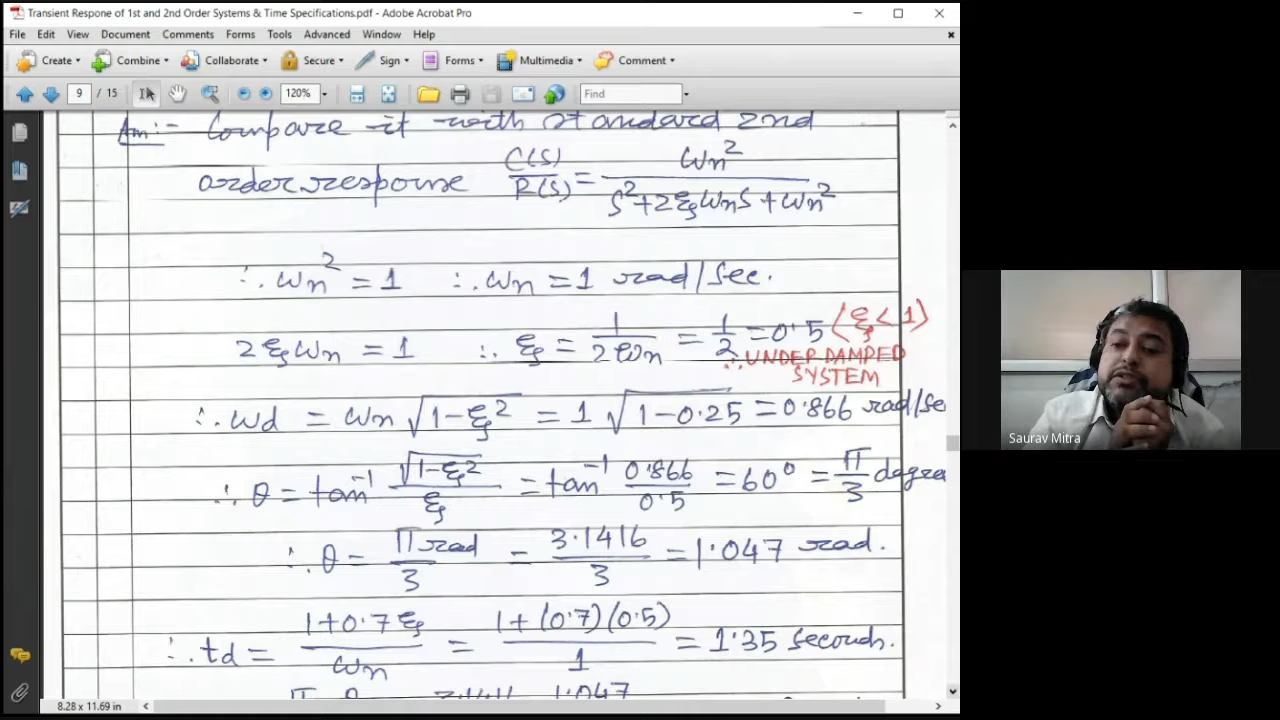 Transient Respone of 1st and 2nd Order Systems & Time Specifications.pdf - Adobe Acrobat Pro
File Edit View Document Comments Forms Tools Advanced Window Help
Create Combine Collaborate Secure Sign Forms Multimedia Comment
9 / 15 120% Find
Ans:- Compare it with standard 2nd
order response C(S)/R(S) = ωn²/(S²+2ξωnS+ωn²)
∴ ωn² = 1 ∴ ωn = 1 rad/sec.
2ξωn = 1 ∴ ξ = 1/(2ωn) = 1/2 = 0.5 (ξ < 1)
∴ UNDER DAMPED
SYSTEM
∴ ωd = ωn √(1-ξ²) = 1 √(1-0.25) = 0.866 rad/se
∴ θ = tan⁻¹ √(1-ξ²)/ξ = tan⁻¹ 0.866/0.5 = 60° = π/3 degre
∴ θ = π rad/3 = 3.1416/3 = 1.047 rad.
∴ td = (1+0.7ξ)/ωn = (1+(0.7)(0.5))/1 = 1.35 seconds.
1.047
8.28 x 11.69 in
Saurav Mitra